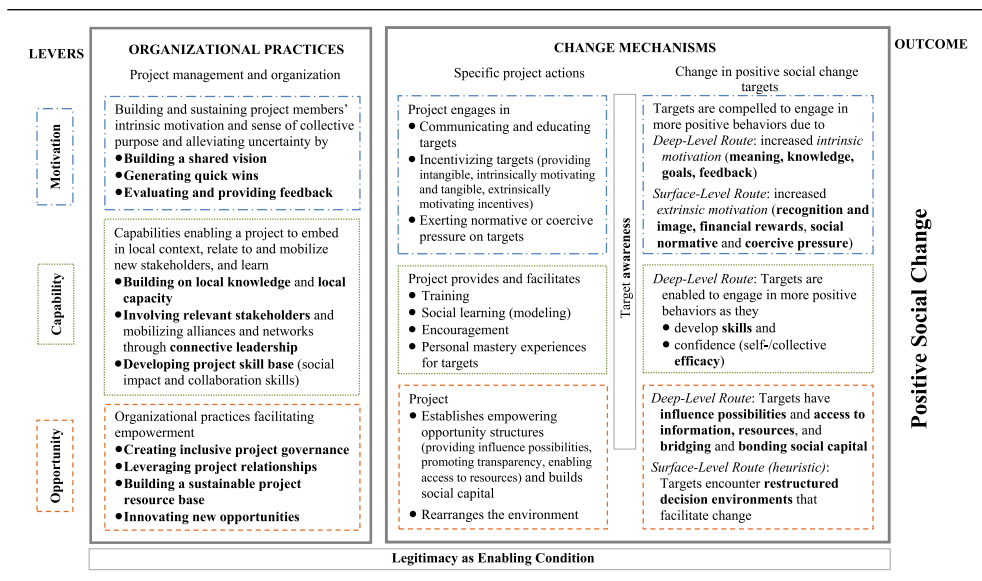 LEVERS
ORGANIZATIONAL PRACTICES
Project management and organization
CHANGE MECHANISMS
Specific project actions
Change in positive social change
targets
OUTCOME
Motivation
Building and sustaining project members’
intrinsic motivation and sense of collective
purpose and alleviating uncertainty by
●Building a shared vision
●Generating quick wins
●Evaluating and providing feedback
Project engages in
● Communicating and educating
targets
● Incentivizing targets (providing
intangible, intrinsically motivating
and tangible, extrinsically
motivating incentives)
● Exerting normative or coercive
pressure on targets
Target awareness
Targets are compelled to engage in
more positive behaviors due to
Deep-Level Route: increased intrinsic
motivation (meaning, knowledge,
goals, feedback)
Surface-Level Route: increased
extrinsic motivation (recognition and
image, financial rewards, social
normative and coercive pressure)
Capability
Capabilities enabling a project to embed
in local context, relate to and mobilize
new stakeholders, and learn
●Building on local knowledge and local
capacity
●Involving relevant stakeholders and
mobilizing alliances and networks
through connective leadership
●Developing project skill base (social
impact and collaboration skills)
Project provides and facilitates
● Training
● Social learning (modeling)
● Encouragement
● Personal mastery experiences
for targets
Deep-Level Route: Targets are
enabled to engage in more positive
behaviors as they
● develop skills and
● confidence (self-/collective
efficacy)
Opportunity
Organizational practices facilitating
empowerment
●Creating inclusive project governance
●Leveraging project relationships
●Building a sustainable project
resource base
●Innovating new opportunities
Project
● Establishes empowering
opportunity structures
(providing influence possibilities,
promoting transparency, enabling
access to resources) and builds
social capital
● Rearranges the environment
Deep-Level Route: Targets have
influence possibilities and access to
information, resources, and
bridging and bonding social capital
Surface-Level Route (heuristic):
Targets encounter restructured
decision environments that
facilitate change
Positive Social Change
Legitimacy as Enabling Condition